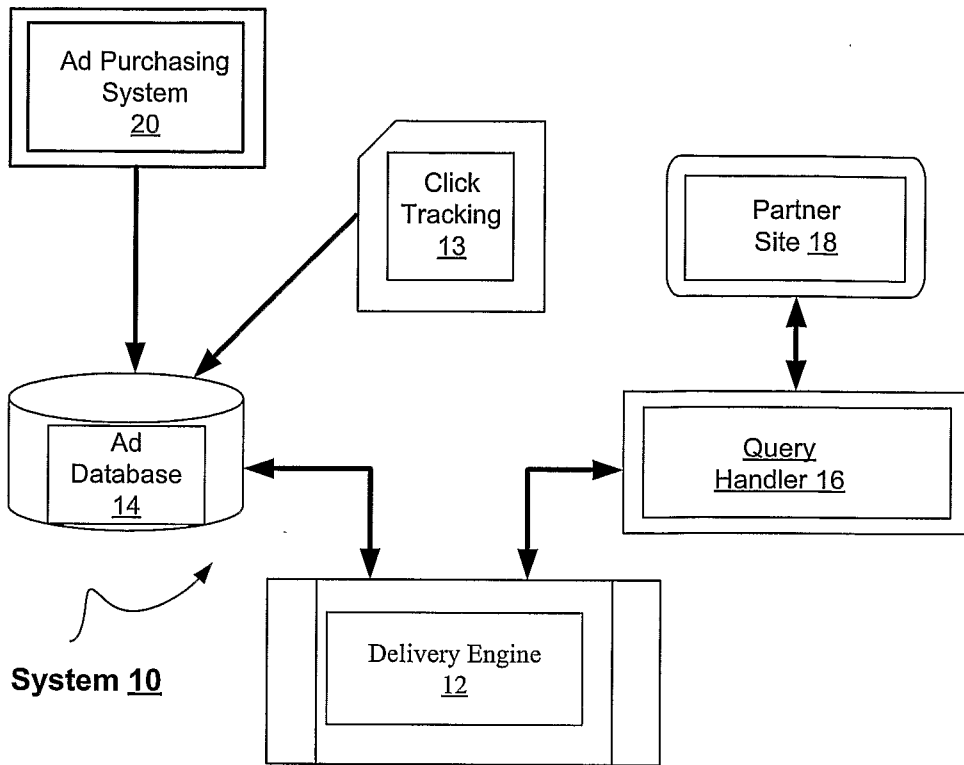 Ad Purchasing
System
20
Click
Tracking
13
Partner
Site 18
Ad
Database
14
Query
Handler 16
Delivery Engine
12
System 10